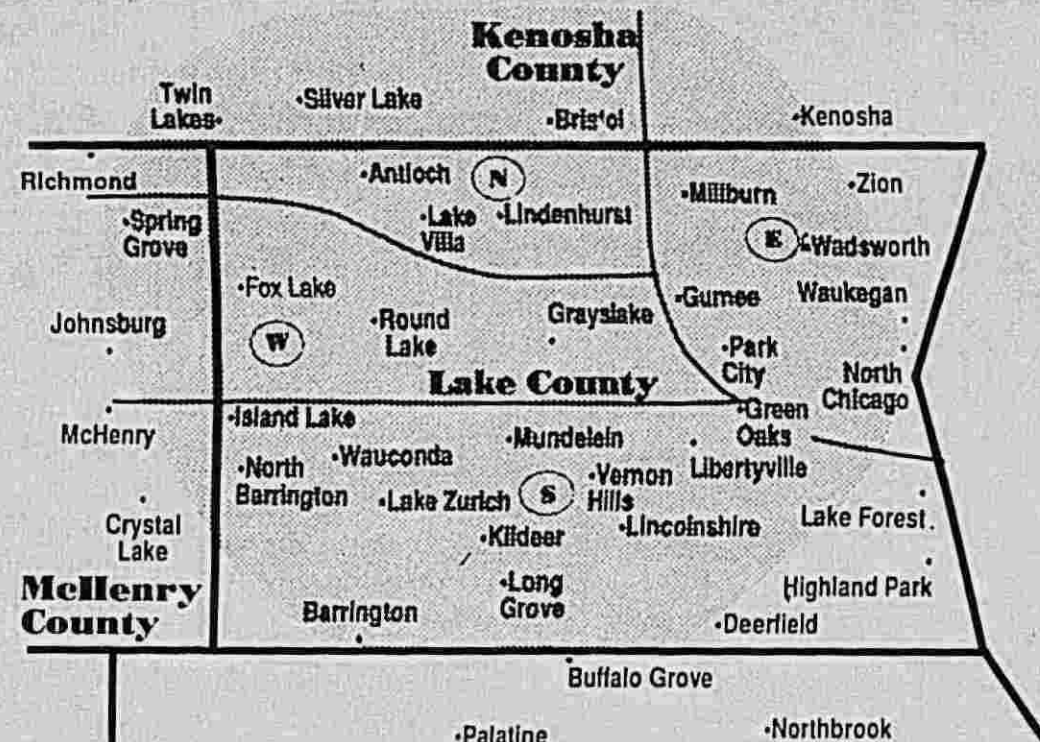 Kenosha
County
Twin
Lakes
Silver Lake
Bristol
Kenosha
Richmond
Antioch
N
Millburn
Zion
Spring
Grove
Lake
Villa
Lindenhurst
E
Wadsworth
Fox Lake
Gurnee
Waukegan
Johnsburg
W
Round
Lake
Grayslake
Park
City
North
Chicago
Lake County
McHenry
Island Lake
Mundelein
Green
Oaks
North
Barrington
Wauconda
Lake Zurich
S
Vernon
Hills
Libertyville
Crystal
Lake
Kildeer
Lincolnshire
Lake Forest
McHenry
County
Barrington
Long
Grove
Highland Park
Deerfield
Buffalo Grove
Palatine
Northbrook